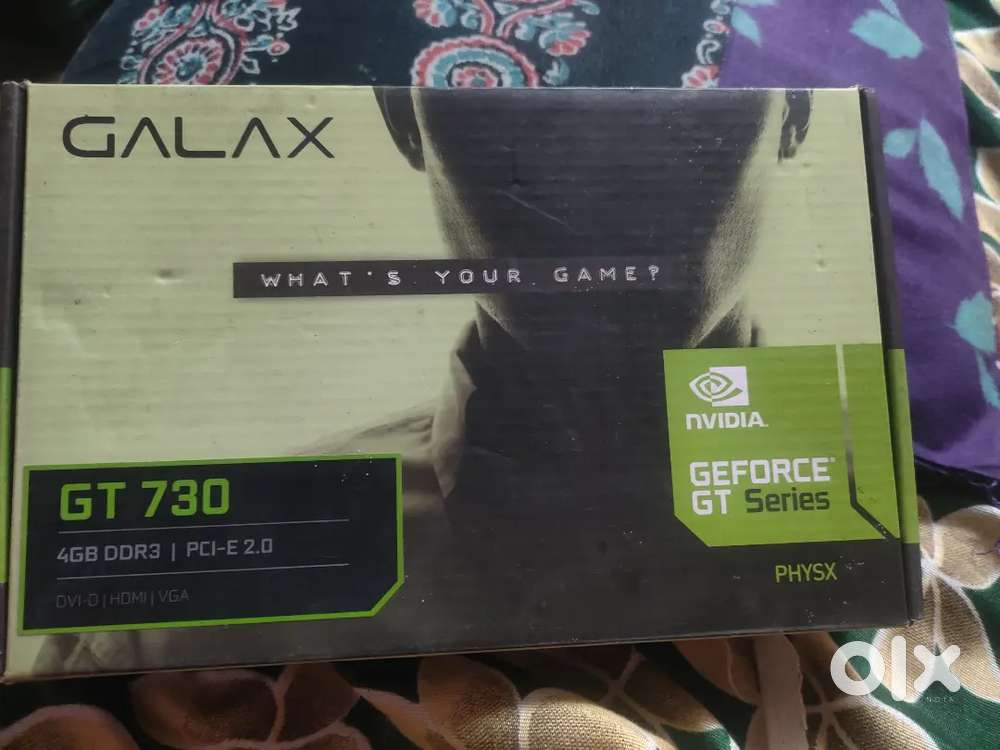 GALAX
WHAT'S YOUR GAME?
NVIDIA.
GEFORCE®
GT Series
GT 730
4GB DDR3 | PCI-E 2.0
DVI-D | HDMI | VGA
PHYSX
olx
INDIA